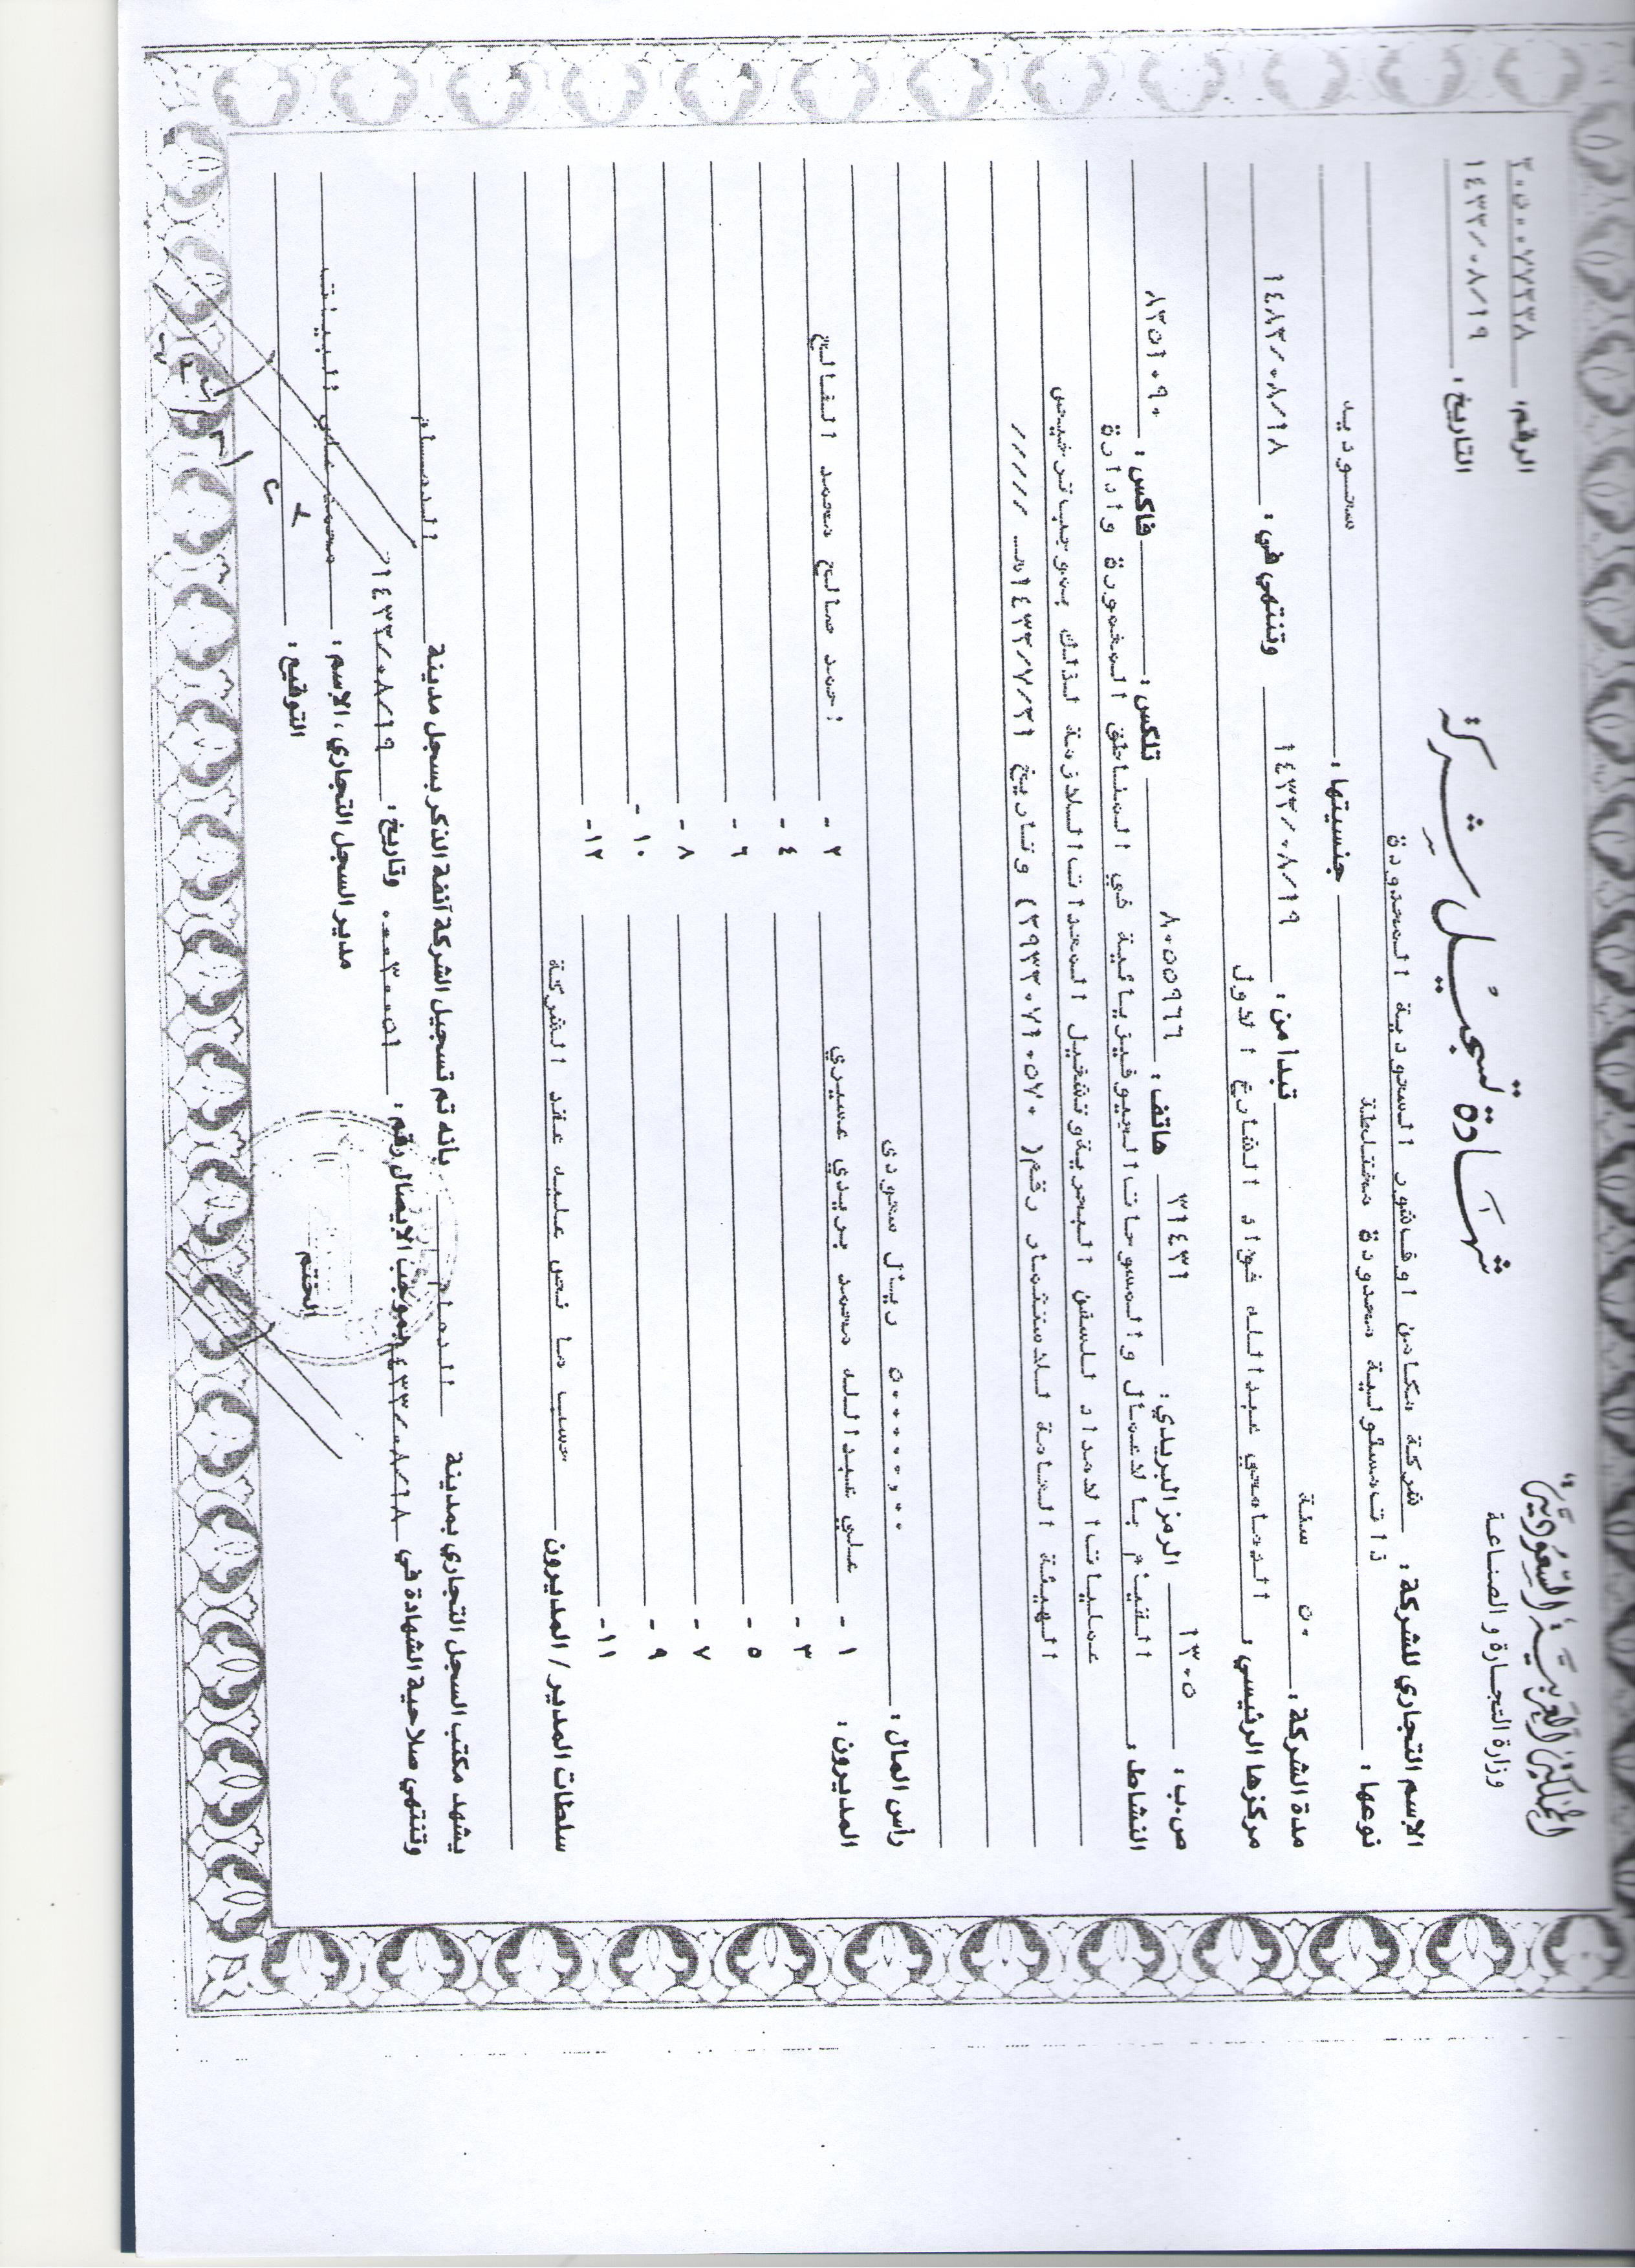 المملكة العربية السعودية
وزارة التجارة و الصناعة
الرقم: ٢٠٥٠٠٧٧٢٣٨
التاريخ: ١٤٣٢/٠٨/١٩
شهادة تسجيل شركة
الإسم التجاري للشركة: شركة مكامن اوفشور السعودية المحدودة
نوعها: ذات مسئولية محدودة مختلطة جنسيتها: سعودية
مدة الشركة: ٥٠ سنة تبدأ من: ١٤٣٢/٠٨/١٩ وتنتهي في: ١٤٨٢/٠٨/١٨
مركزها الرئيسي: الدمام حي عبدالله فؤاد الشارع الاول
ص.ب: ١٣٠٥ الرمز البريدي: ٣١٤٣١ هاتف: ٨٠٥٥٩٦٦ تلكس: فاكس: ٨٣٥١٠٩٠
النشاط: القيام بالاعمال والمسوحات الجيوفيزيائية في المناطق المغمورة وادارة
عمليات الامداد للسفن البحرية وتشغيل المعدات اللازمة لذلك بموجب ترخيص
الهيئة العامة للاستثمار رقم( ٢٩٣٣٠٧١٠٥٧٠) وتاريخ ١٤٣٢/٧/٢١هـ /////
رأس المال: ٥٠٠٠٠٠,٠٠ ريال سعودى
المديرون: ١ - علي عبدالله محمد بريدي عسيري ٢ - احمد صالح محمد الفالح
٣ - ٤ -
٥ - ٦ -
٧ - ٨ -
٩ - ١٠ -
١١- ١٢-
سلطات المدير / المديرون حسب ما نص عليه عقد الشركة
يشهد مكتب السجل التجاري بمدينة الدمام بأنه تم تسجيل الشركة آنفة الذكر بسجل مدينة الدمام
وتنتهي صلاحية الشهادة في ١٤٣٣/٠٨/١٨ بموجب الإيصال رقم: ٠٠٠٣٠٠٥١ وتاريخ: ١٤٣٢/٠٨/١٩
مدير السجل التجاري ، الإسم: محمد علي البيات
الختم التوقيع: